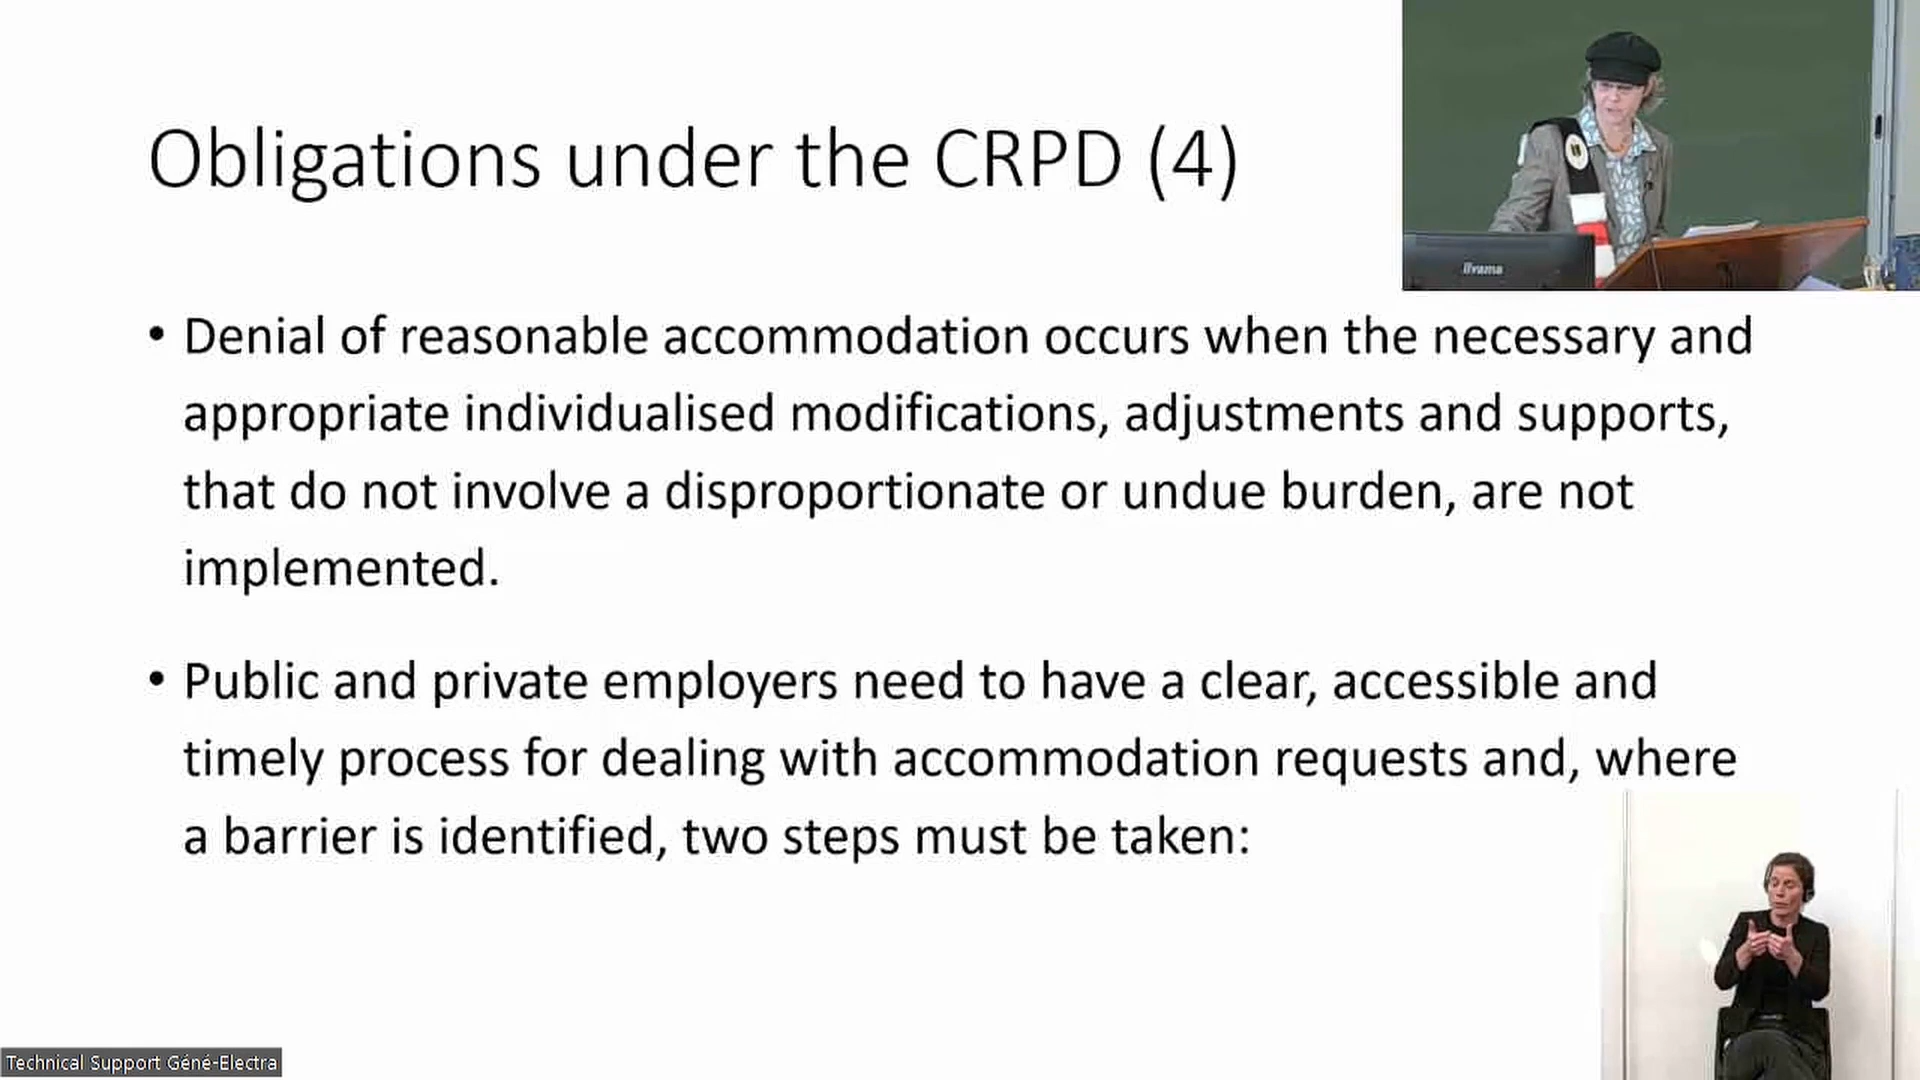 Obligations under the CRPD (4)
iiyama
• Denial of reasonable accommodation occurs when the necessary and
appropriate individualised modifications, adjustments and supports,
that do not involve a disproportionate or undue burden, are not
implemented.
• Public and private employers need to have a clear, accessible and
timely process for dealing with accommodation requests and, where
a barrier is identified, two steps must be taken:
Technical Support Géné-Electra